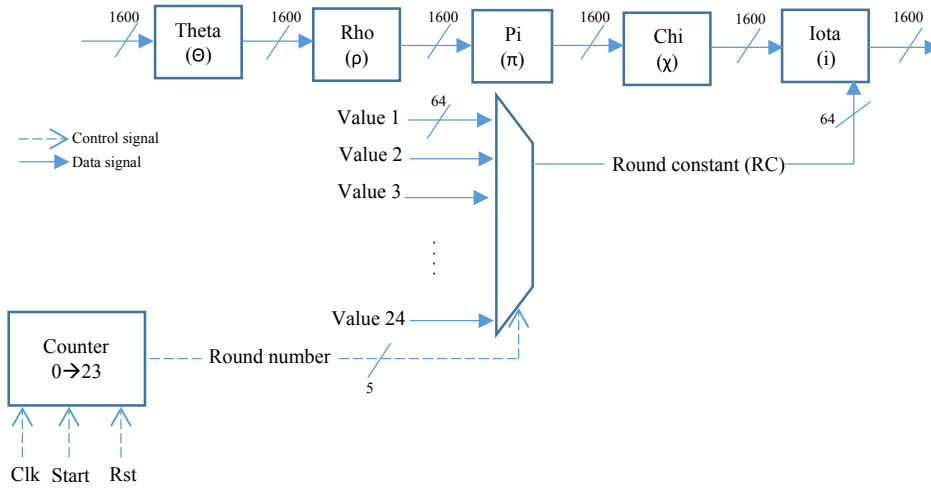 1600
1600
1600
1600
1600
1600
Theta
(Θ)
Rho
(ρ)
Pi
(π)
Chi
(χ)
Iota
(i)
Control signal
Data signal
Value 1
64
Value 2
Value 3
Value 24
Round constant (RC)
64
Counter
0→23
Round number
5
Clk
Start
Rst